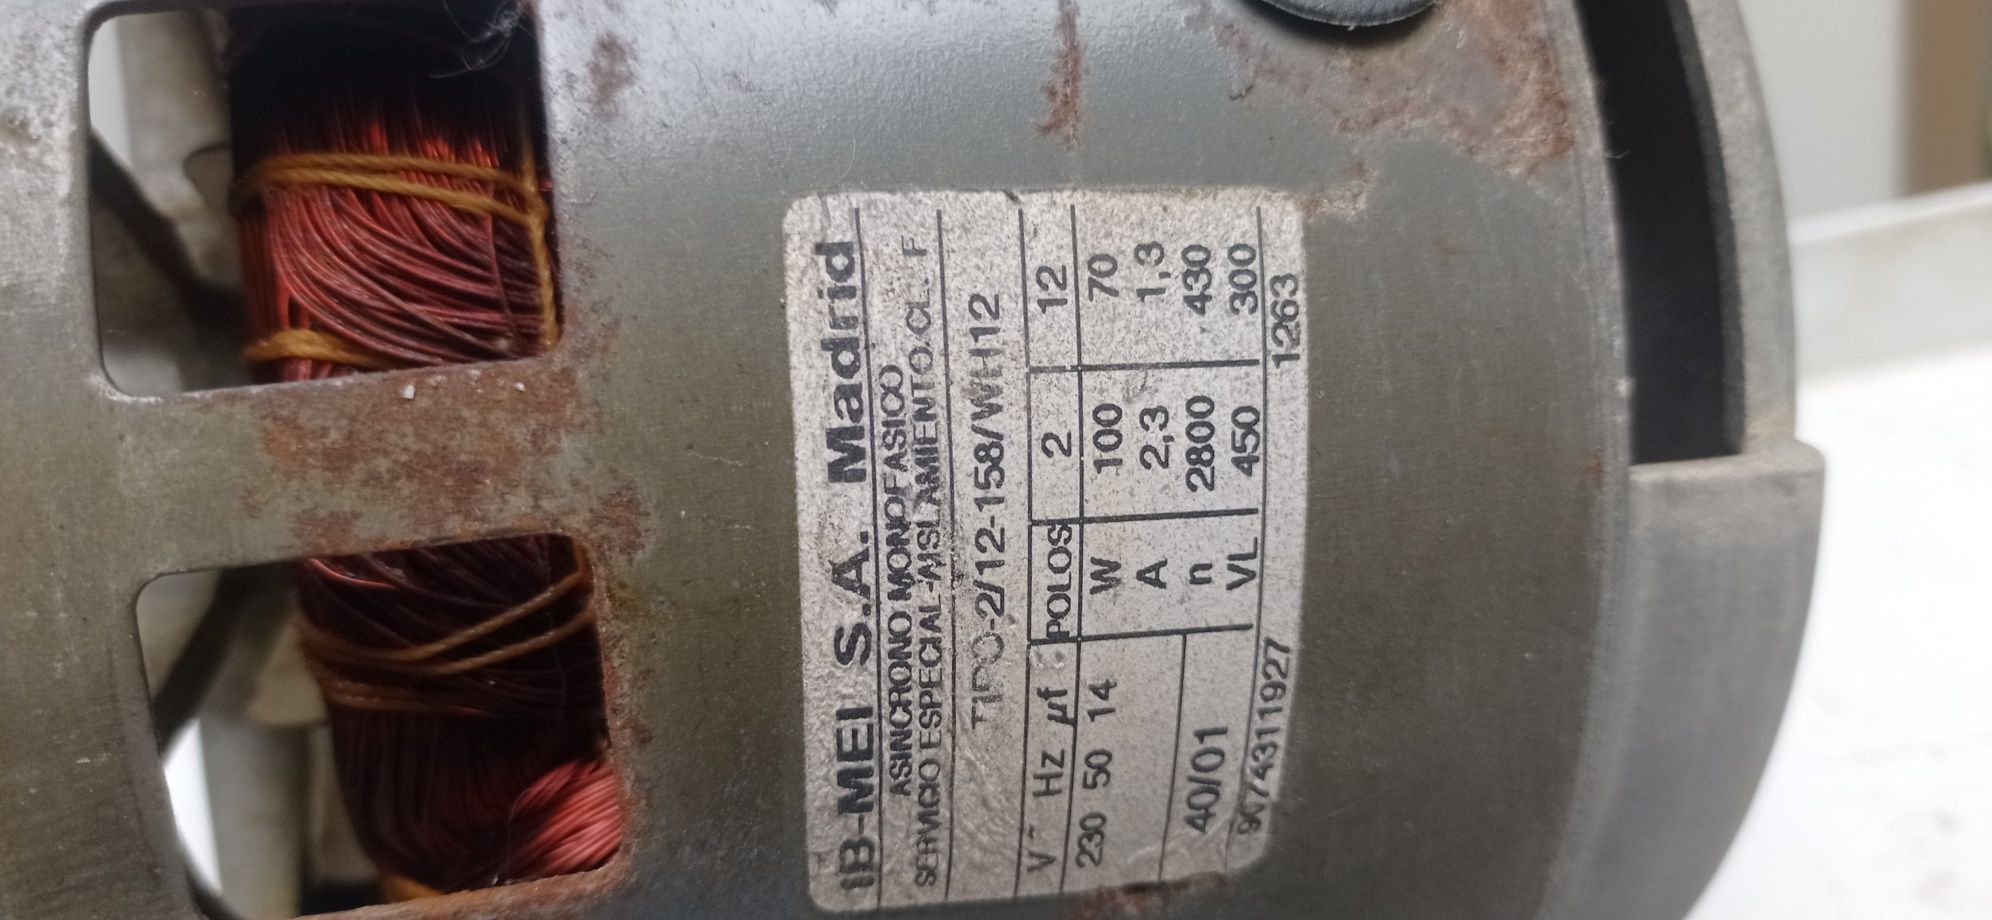 IB-MEI S.A. Madrid
ASINCRONO MONOFASICO
SERVICIO ESPECIAL-AISLAMIENTO.CL. F
TIPO-2/12-158/WH12
V~ Hz µf POLOS 2 12
230 50 14 W 100 70
A 2,3 1,3
40/01 n 2800 430
VL 450 300
9074311927 1263